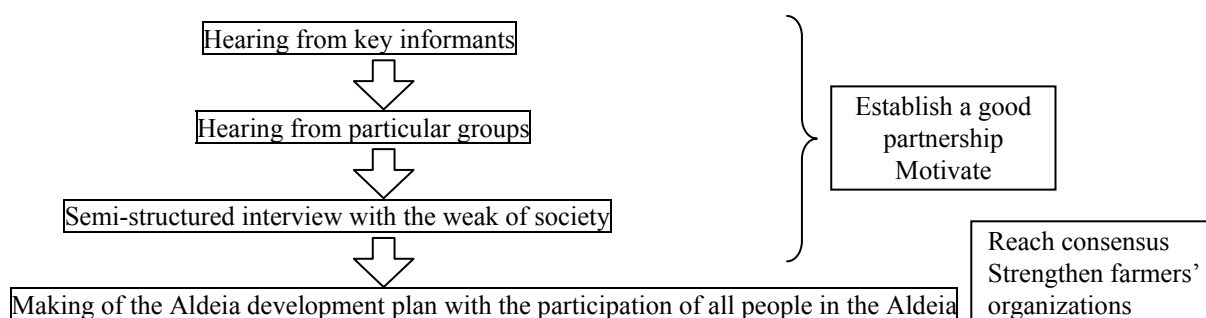 Hearing from key informants
Hearing from particular groups
Semi-structured interview with the weak of society
Making of the Aldeia development plan with the participation of all people in the Aldeia
Establish a good
partnership
Motivate
Reach consensus
Strengthen farmers’
organizations